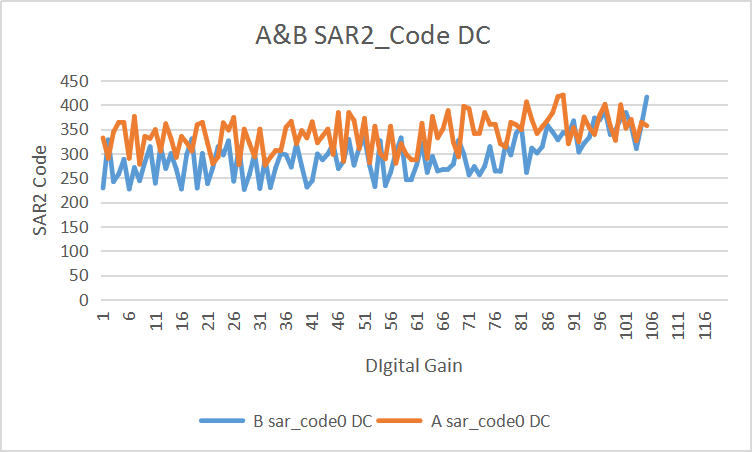 A&B SAR2_Code DC
450
400
350
300
250
200
150
100
50
0
SAR2 Code
1 6 11 16 21 26 31 36 41 46 51 56 61 66 71 76 81 86 91 96 101 106 111 116
DIgital Gain
B sar_code0 DC A sar_code0 DC